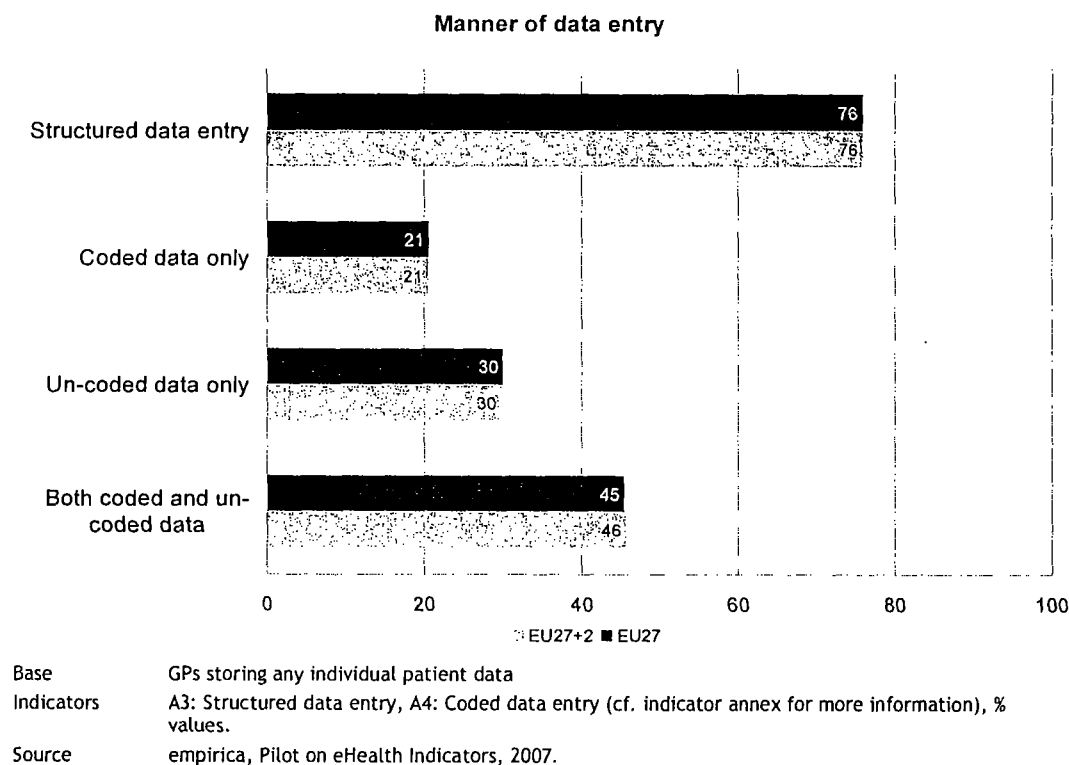 Manner of data entry
Structured data entry
76
76
Coded data only
21
21
Un-coded data only
30
30
Both coded and un-
coded data
45
46
0 20 40 60 80 100
EU27+2 EU27
Base GPs storing any individual patient data
Indicators A3: Structured data entry, A4: Coded data entry (cf. indicator annex for more information), %
values.
Source empirica, Pilot on eHealth Indicators, 2007.